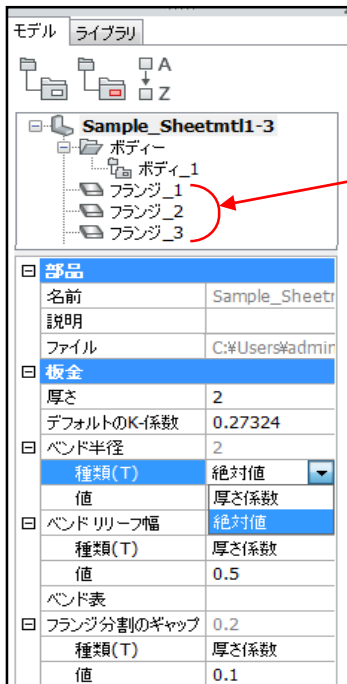 モデル ライブラリ
A
Z
Sample_Sheetmtl1-3
ボディー
ボディ_1
フランジ_1
フランジ_2
フランジ_3
部品
名前 Sample_Sheetr
説明
ファイル C:¥Users¥admin
板金
厚さ 2
デフォルトのK-係数 0.27324
ベンド半径 2
種類(T) 絶対値
値 厚さ係数
絶対値
ベンド リリーフ幅
種類(T) 厚さ係数
値 0.5
ベンド表
フランジ分割のギャップ 0.2
種類(T) 厚さ係数
値 0.1